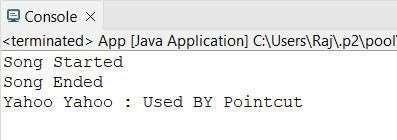 Console
<terminated> App [Java Application] C:\Users\Raj\.p2\pool\
Song Started
Song Ended
Yahoo Yahoo : Used BY Pointcut